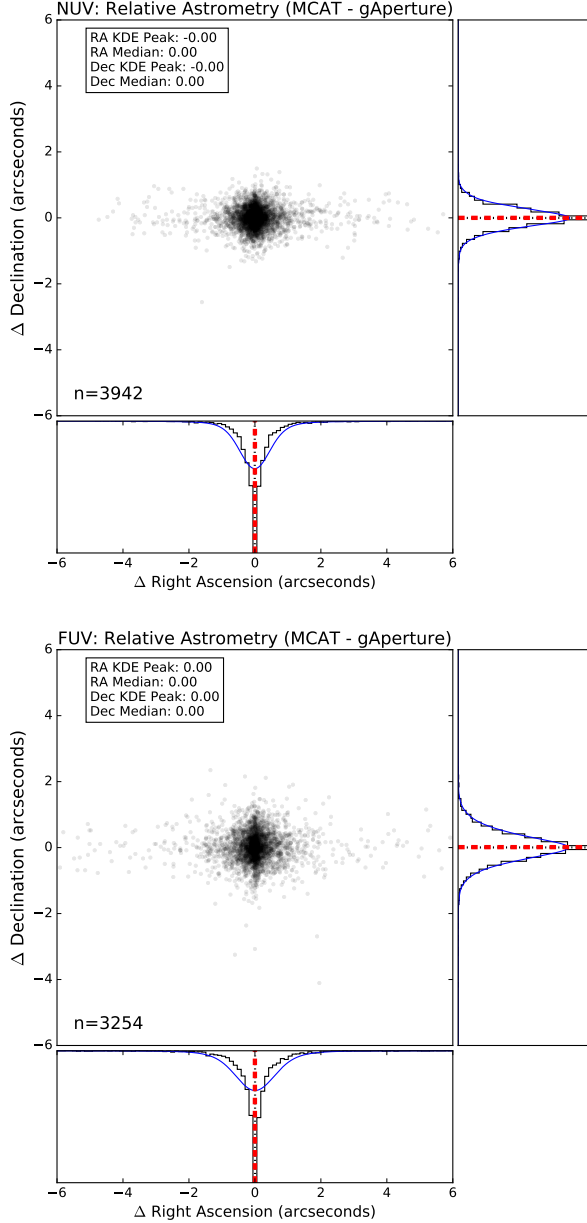 NUV: Relative Astrometry (MCAT - gAperture)
RA KDE Peak: -0.00
RA Median: 0.00
Dec KDE Peak: -0.00
Dec Median: 0.00
6
4
2
0
−2
−4
−6
Δ Declination (arcseconds)
n=3942
−6 −4 −2 0 2 4 6
Δ Right Ascension (arcseconds)
FUV: Relative Astrometry (MCAT - gAperture)
RA KDE Peak: 0.00
RA Median: 0.00
Dec KDE Peak: 0.00
Dec Median: 0.00
6
4
2
0
−2
−4
−6
Δ Declination (arcseconds)
n=3254
−6 −4 −2 0 2 4 6
Δ Right Ascension (arcseconds)